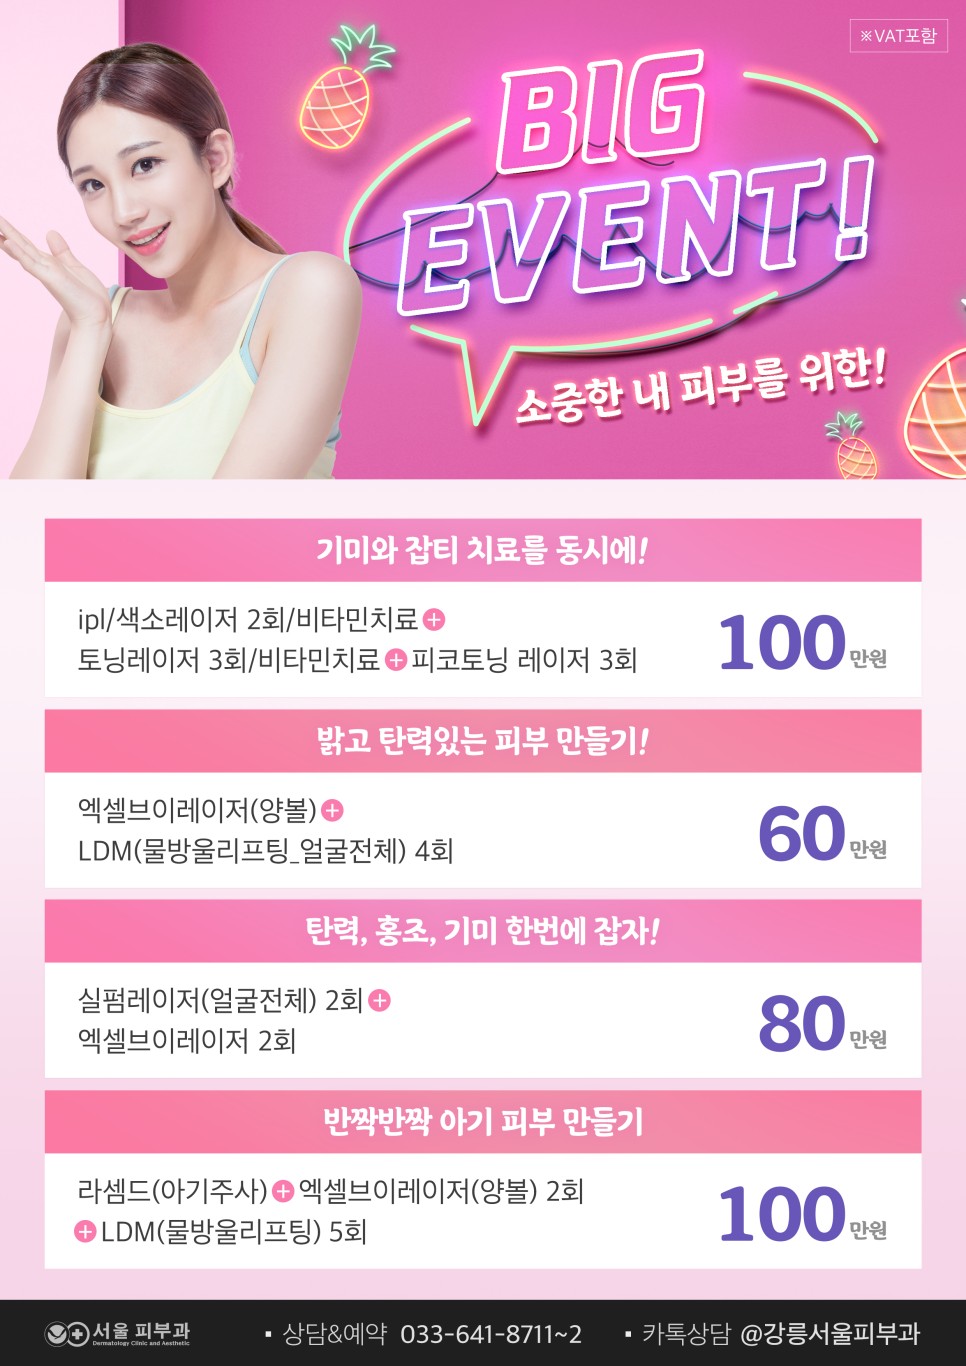 ※VAT포함
BIG
EVENT!
소중한 내 피부를 위한!
기미와 잡티 치료를 동시에!
ipl/색소레이저 2회/비타민치료+
토닝레이저 3회/비타민치료+피코토닝 레이저 3회
100만원
밝고 탄력있는 피부 만들기!
엑셀브이레이저(양볼)+
LDM(물방울리프팅_얼굴전체) 4회
60만원
탄력, 홍조, 기미 한번에 잡자!
실펌레이저(얼굴전체) 2회+
엑셀브이레이저 2회
80만원
반짝반짝 아기 피부 만들기
라셈드(아기주사)+엑셀브이레이저(양볼) 2회
+LDM(물방울리프팅) 5회
100만원
서울 피부과
Dermatology Clinic and Aesthetic
▪ 상담&예약 033-641-8711~2
▪ 카톡상담 @강릉서울피부과